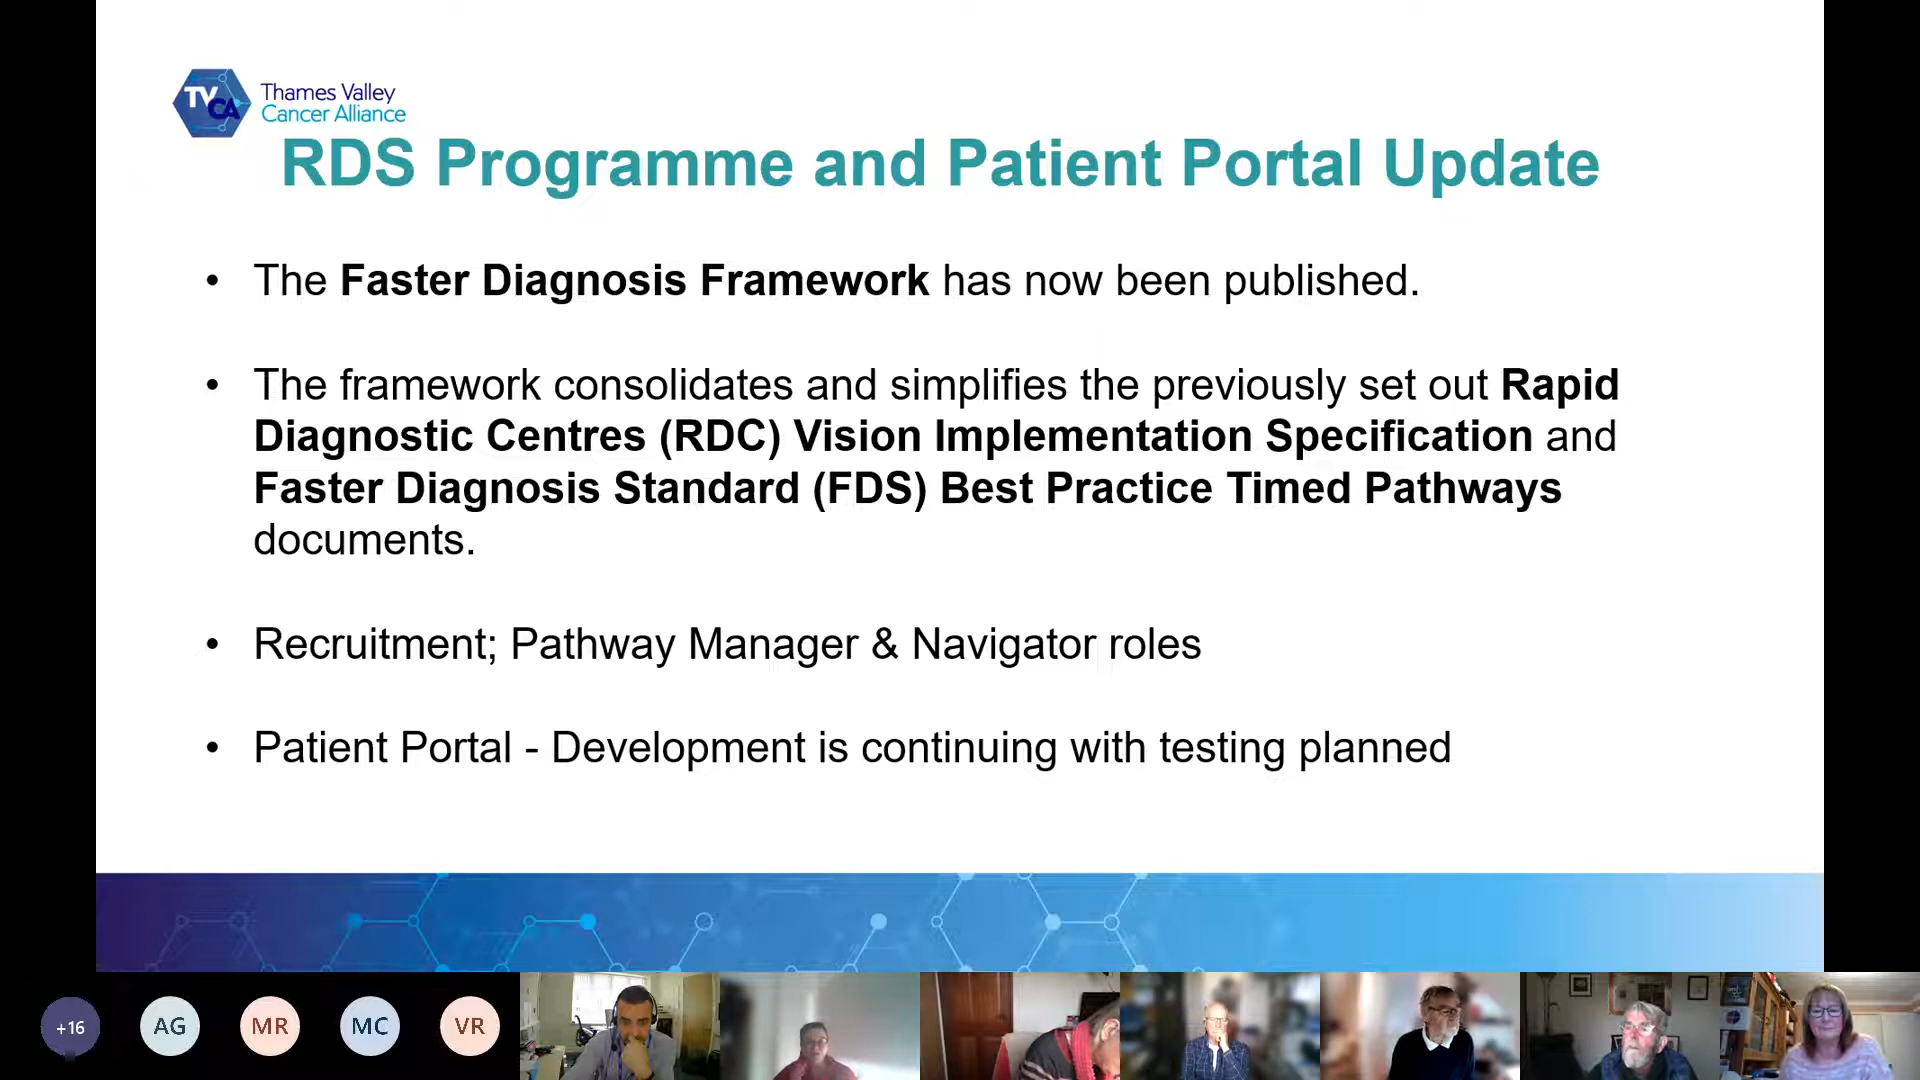 TVCA
Thames Valley
Cancer Alliance
RDS Programme and Patient Portal Update
• The Faster Diagnosis Framework has now been published.
• The framework consolidates and simplifies the previously set out Rapid
Diagnostic Centres (RDC) Vision Implementation Specification and
Faster Diagnosis Standard (FDS) Best Practice Timed Pathways
documents.
• Recruitment; Pathway Manager & Navigator roles
• Patient Portal - Development is continuing with testing planned
+16
AG
MR
MC
VR